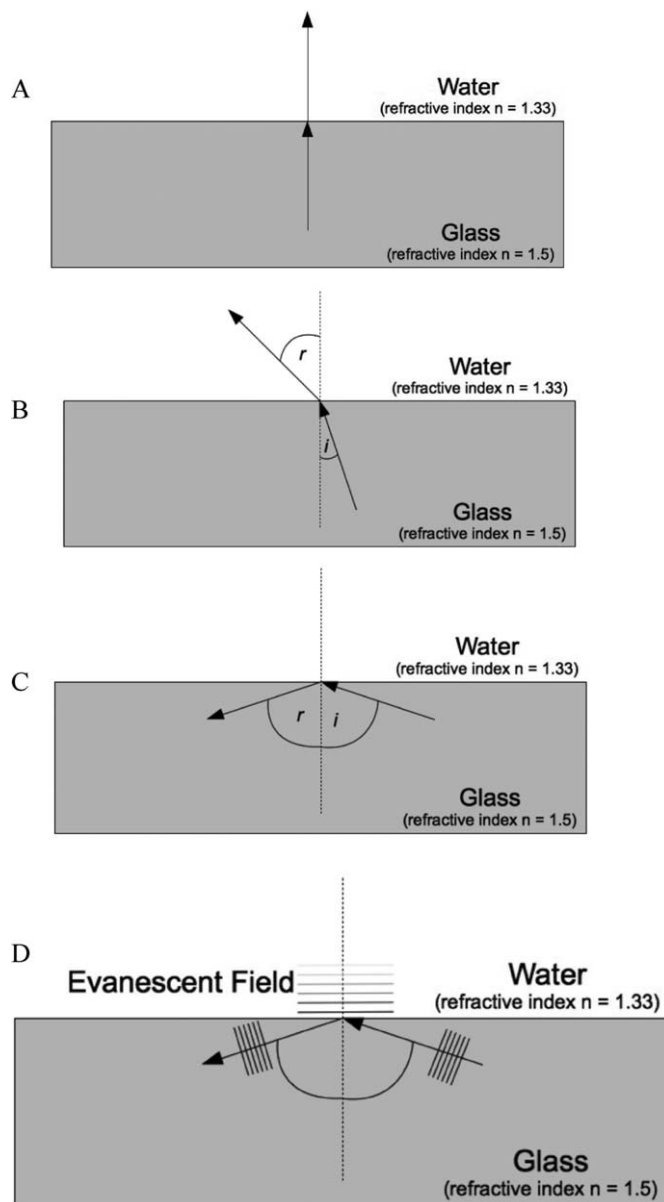 A
Water
(refractive index n = 1.33)
Glass
(refractive index n = 1.5)
B
r
Water
(refractive index n = 1.33)
i
Glass
(refractive index n = 1.5)
C
Water
(refractive index n = 1.33)
r i
Glass
(refractive index n = 1.5)
D
Evanescent Field
Water
(refractive index n = 1.33)
Glass
(refractive index n = 1.5)